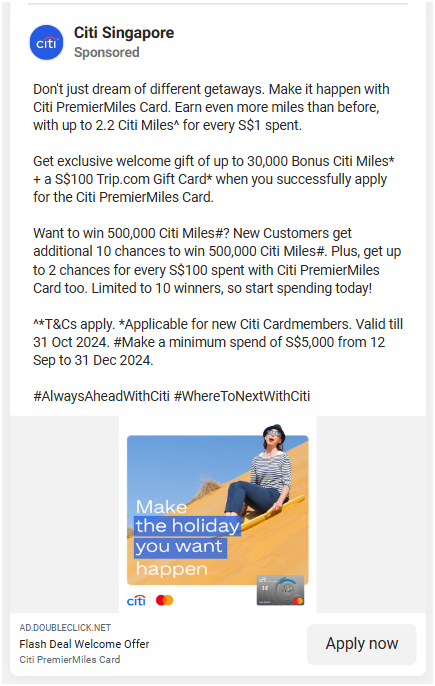 citi
Citi Singapore
Sponsored
Don't just dream of different getaways. Make it happen with
Citi PremierMiles Card. Earn even more miles than before,
with up to 2.2 Citi Miles^ for every S$1 spent.
Get exclusive welcome gift of up to 30,000 Bonus Citi Miles*
+ a S$100 Trip.com Gift Card* when you successfully apply
for the Citi PremierMiles Card.
Want to win 500,000 Citi Miles#? New Customers get
additional 10 chances to win 500,000 Citi Miles#. Plus, get up
to 2 chances for every S$100 spent with Citi PremierMiles
Card too. Limited to 10 winners, so start spending today!
^*T&Cs apply. *Applicable for new Citi Cardmembers. Valid till
31 Oct 2024. #Make a minimum spend of S$5,000 from 12
Sep to 31 Dec 2024.
#AlwaysAheadWithCiti #WhereToNextWithCiti
Make
the holiday
you want
happen
citi
citi
AD.DOUBLECLICK.NET
Flash Deal Welcome Offer
Citi PremierMiles Card
Apply now